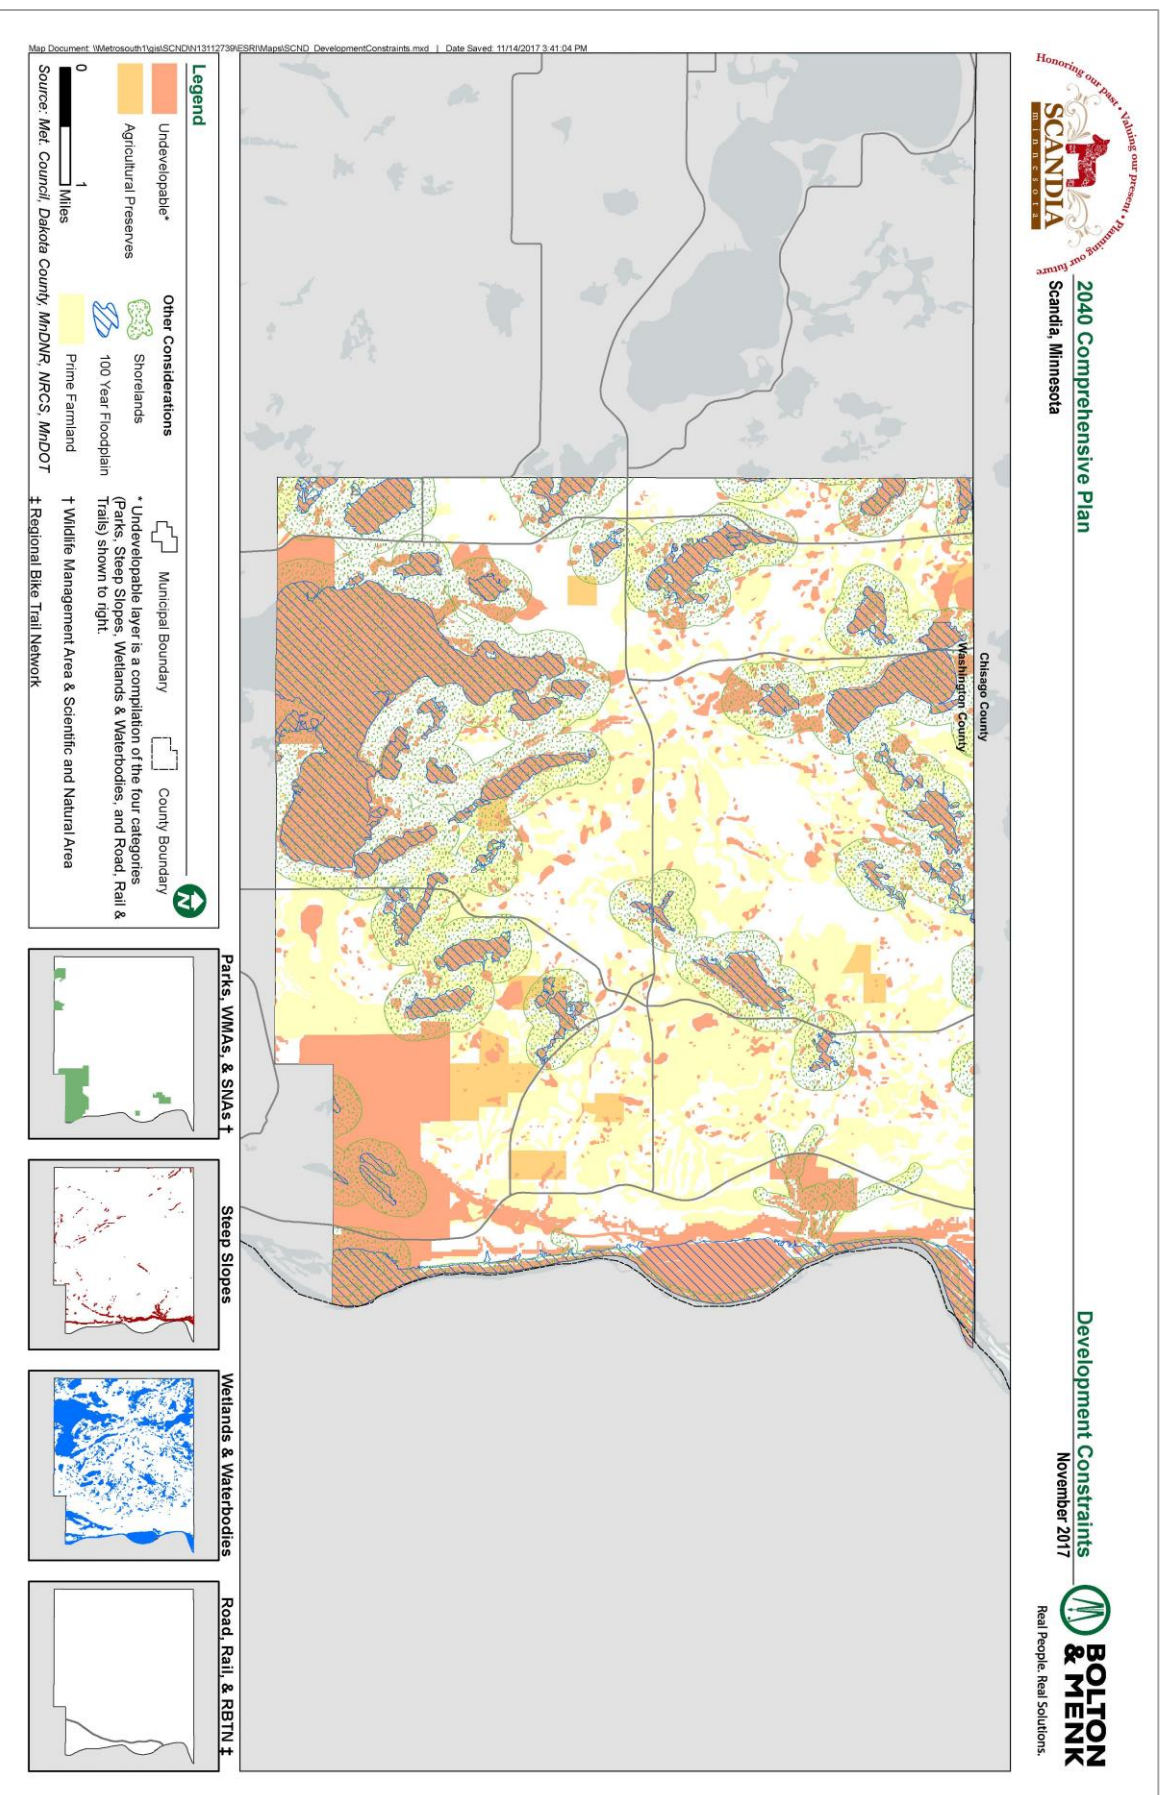 Honoring our past • Valuing our present • Planning our future
SCANDIA
minnesota
2040 Comprehensive Plan
Scandia, Minnesota
Development Constraints
November 2017
BOLTON
& MENK
Real People. Real Solutions.
Chisago County
Washington County
Map Document: \\Metrosouth1\gis\SCND\N13112739\ESRI\Maps\SCND_DevelopmentConstraints.mxd | Date Saved: 11/14/2017 3:41:04 PM
Legend
Undevelopable*
Agricultural Preserves
0 1
Miles
Source: Met. Council, Dakota County, MnDNR, NRCS, MnDOT
Other Considerations
Shorelands
100 Year Floodplain
Prime Farmland
Municipal Boundary
County Boundary
N
* Undevelopable layer is a compilation of the four categories
(Parks, Steep Slopes, Wetlands & Waterbodies, and Road, Rail &
Trails) shown to right.
† Wildlife Management Area & Scientific and Natural Area
‡ Regional Bike Trail Network
Parks, WMAs, & SNAs †
Steep Slopes
Wetlands & Waterbodies
Road, Rail, & RBTN ‡